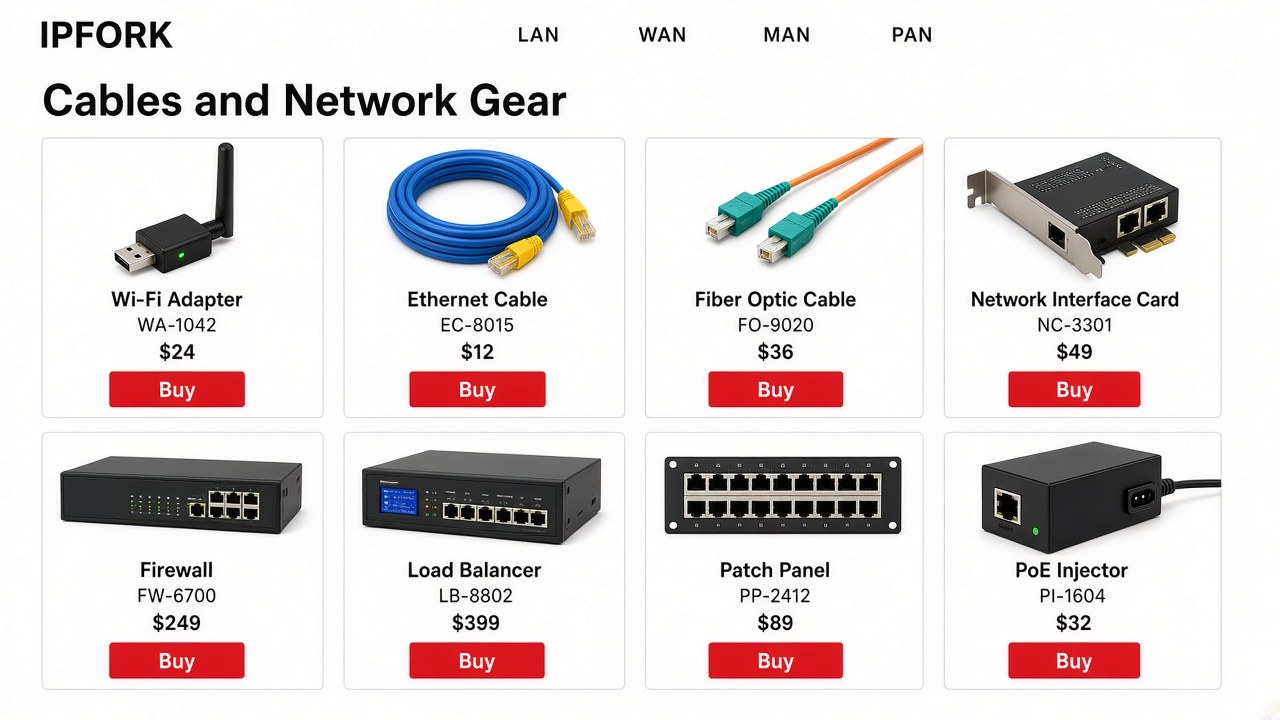 IPFORK
LAN WAN MAN PAN
Cables and Network Gear
Wi-Fi Adapter
WA-1042
$24
Buy
Ethernet Cable
EC-8015
$12
Buy
Fiber Optic Cable
FO-9020
$36
Buy
Network Interface Card
NC-3301
$49
Buy
Firewall
FW-6700
$249
Buy
Load Balancer
LB-8802
$399
Buy
Patch Panel
PP-2412
$89
Buy
PoE Injector
PI-1604
$32
Buy